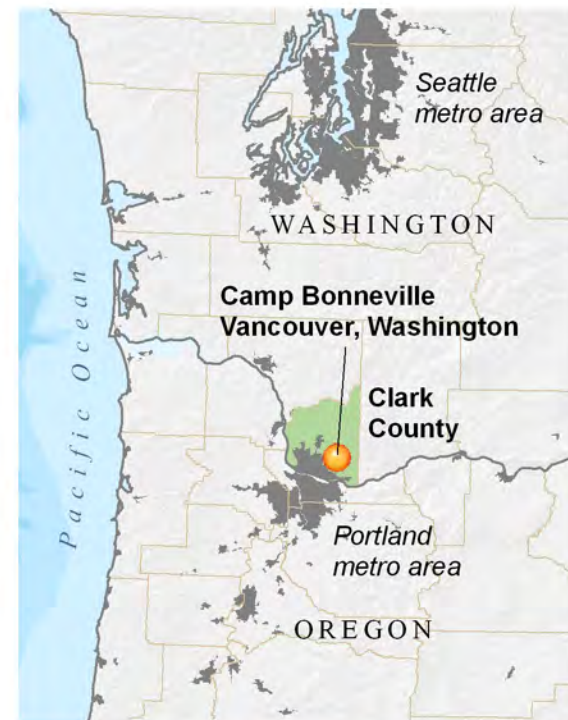 Seattle
metro area
WASHINGTON
Camp Bonneville
Vancouver, Washington
Clark
County
Pacific Ocean
Portland
metro area
OREGON